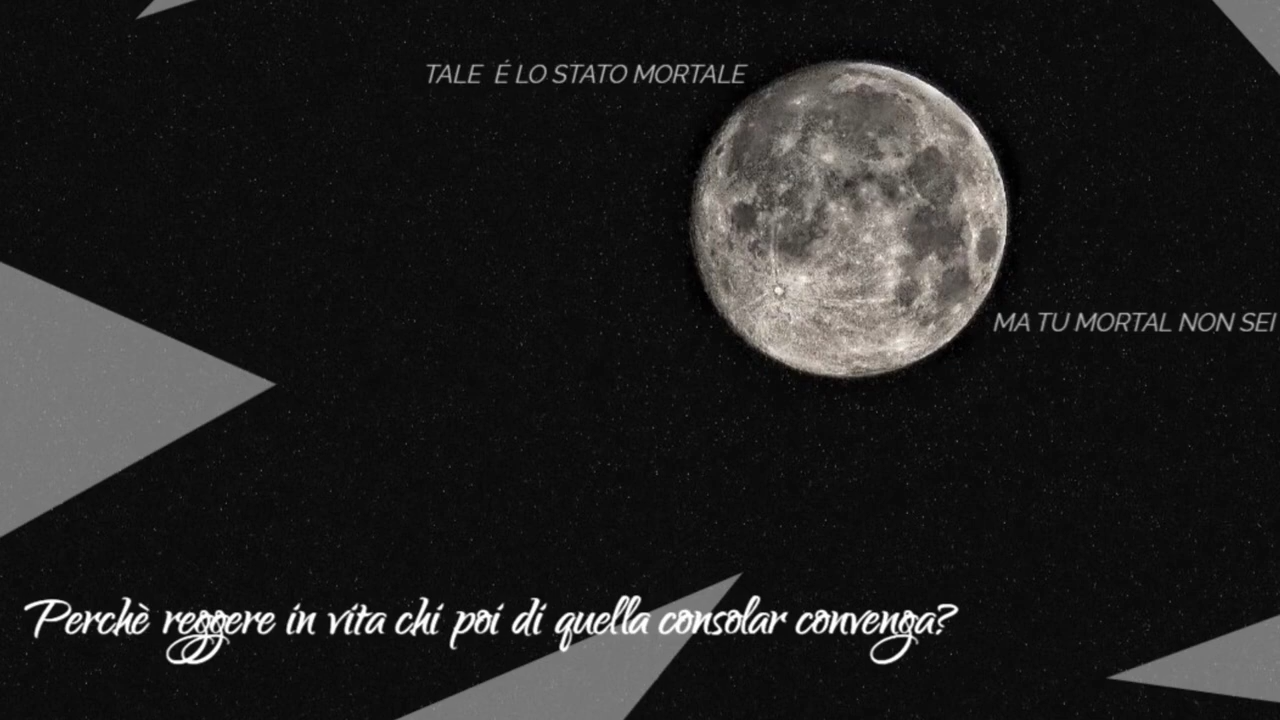 TALE É LO STATO MORTALE
MA TU MORTAL NON SEI
Perchè reggere in vita chi poi di quella consolar convenga?